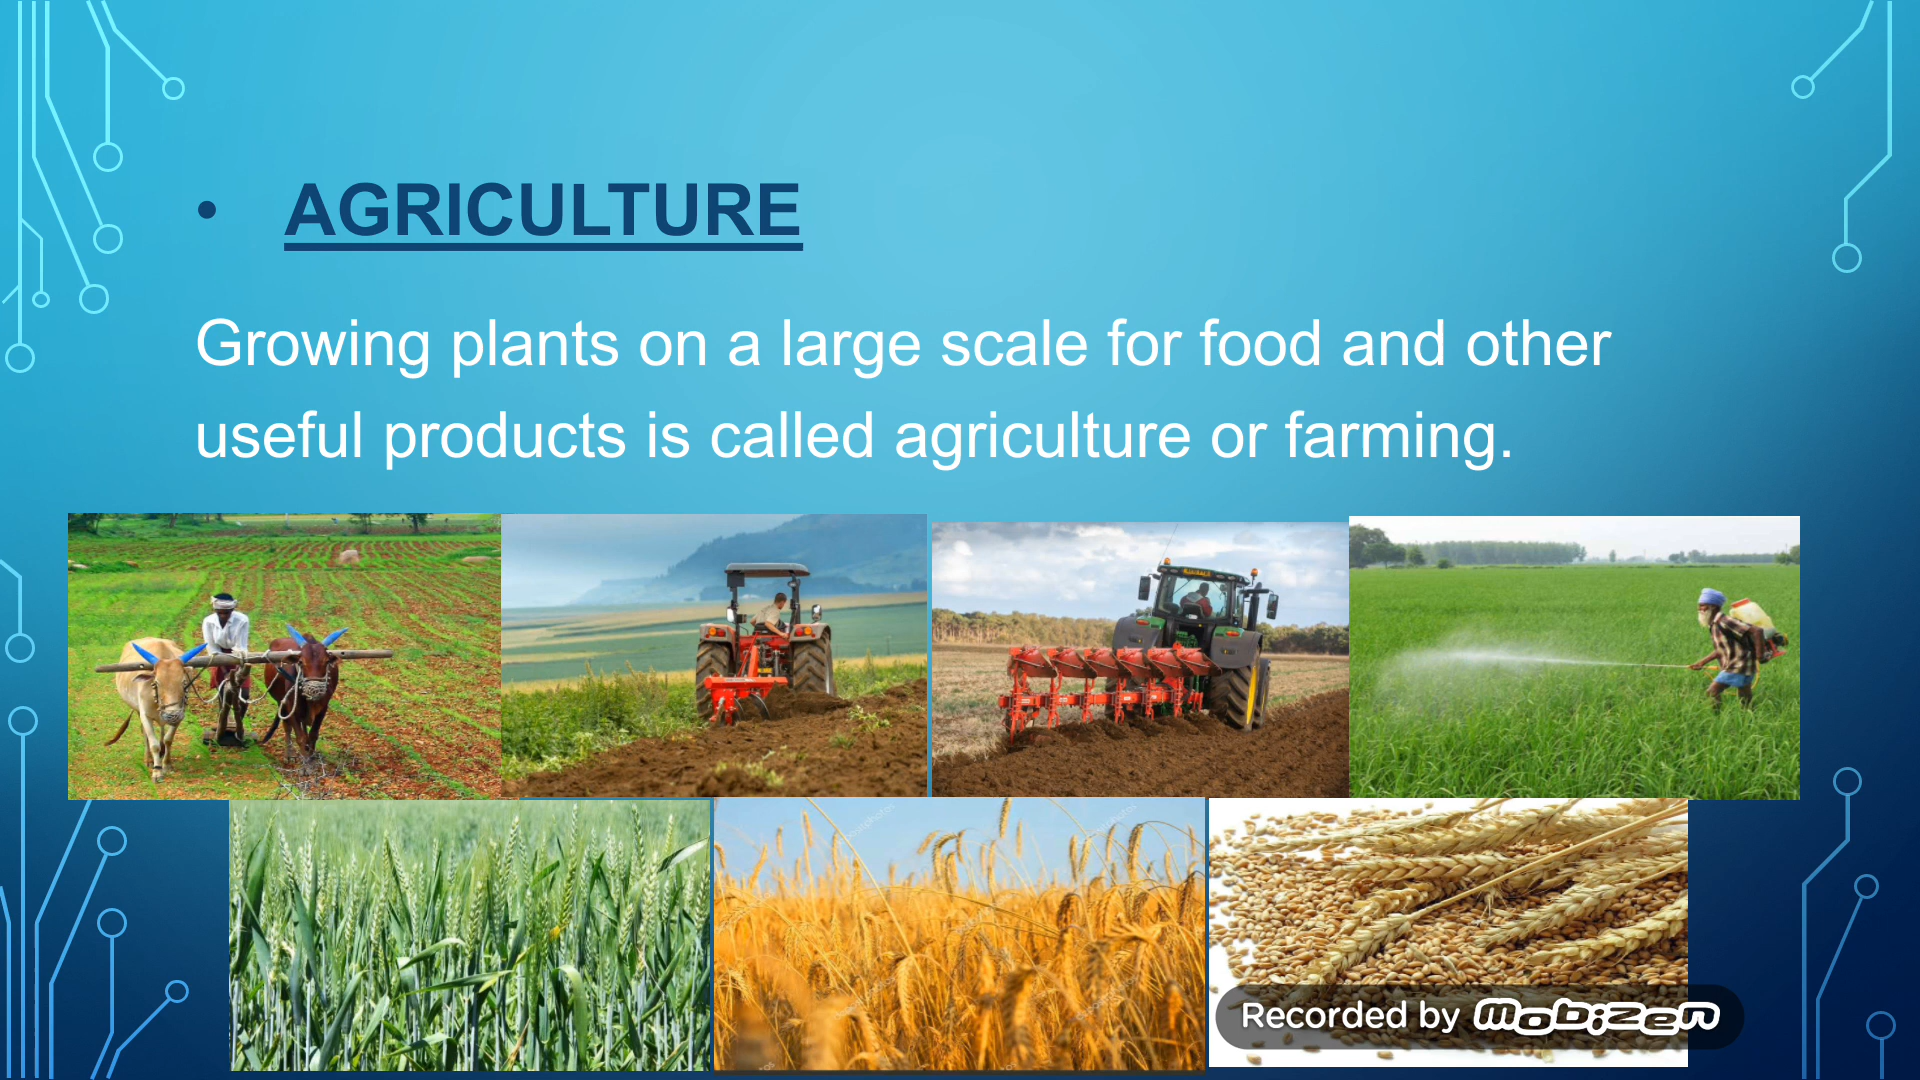 • AGRICULTURE
Growing plants on a large scale for food and other
useful products is called agriculture or farming.
Recorded by mobizen